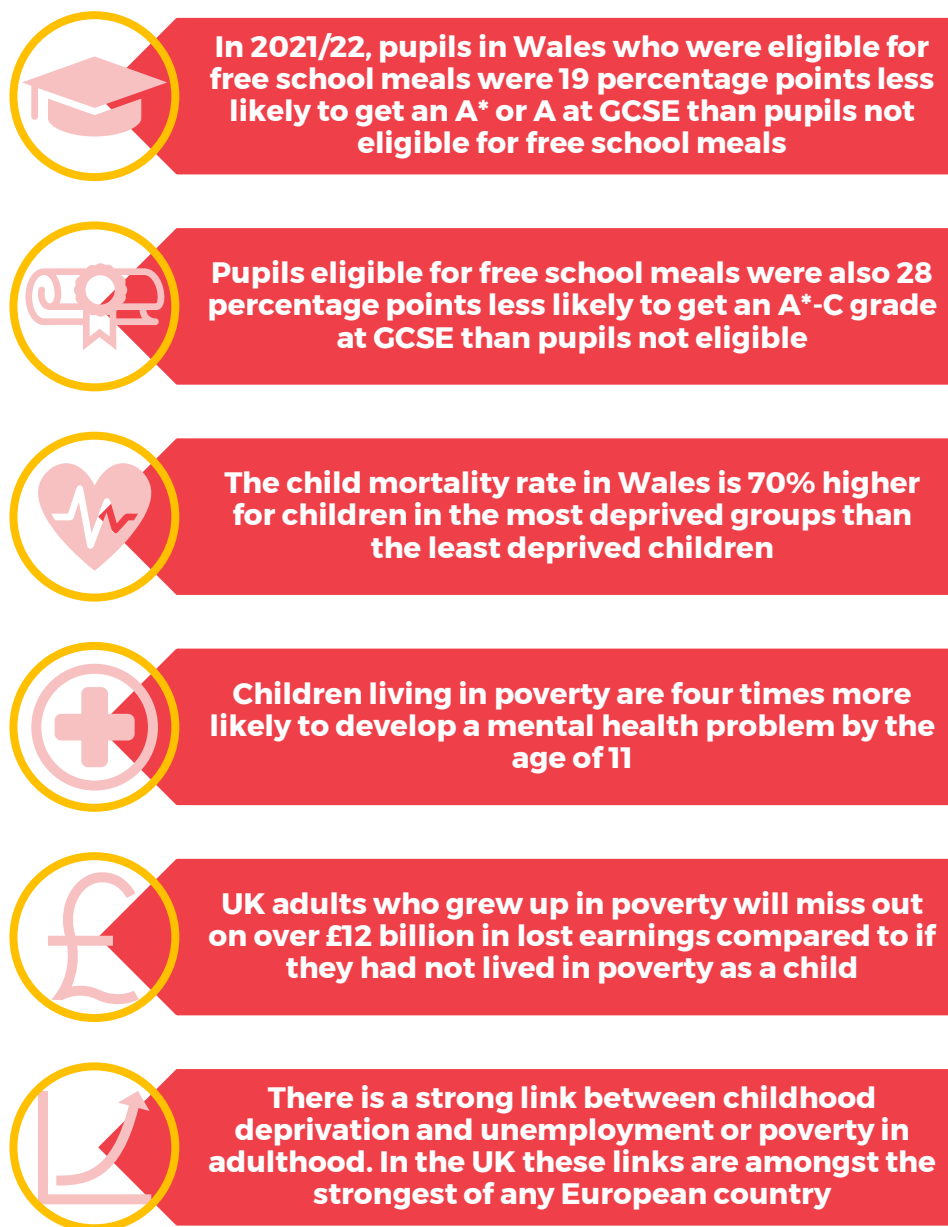 In 2021/22, pupils in Wales who were eligible for
free school meals were 19 percentage points less
likely to get an A* or A at GCSE than pupils not
eligible for free school meals
Pupils eligible for free school meals were also 28
percentage points less likely to get an A*-C grade
at GCSE than pupils not eligible
The child mortality rate in Wales is 70% higher
for children in the most deprived groups than
the least deprived children
Children living in poverty are four times more
likely to develop a mental health problem by the
age of 11
£
UK adults who grew up in poverty will miss out
on over £12 billion in lost earnings compared to if
they had not lived in poverty as a child
There is a strong link between childhood
deprivation and unemployment or poverty in
adulthood. In the UK these links are amongst the
strongest of any European country